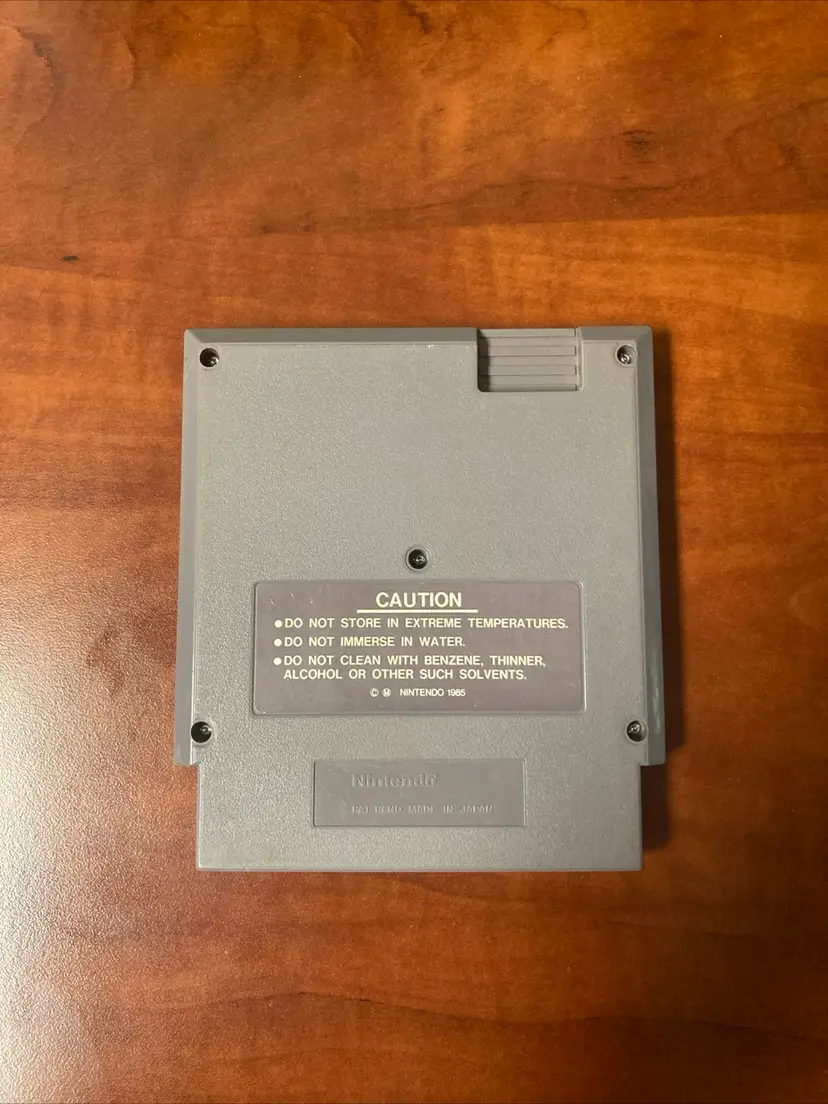 CAUTION
●DO NOT STORE IN EXTREME TEMPERATURES.
●DO NOT IMMERSE IN WATER.
●DO NOT CLEAN WITH BENZENE, THINNER,
ALCOHOL OR OTHER SUCH SOLVENTS.
© Ⓜ NINTENDO 1985
Nintendo®
PAT. PEND. MADE IN JAPAN